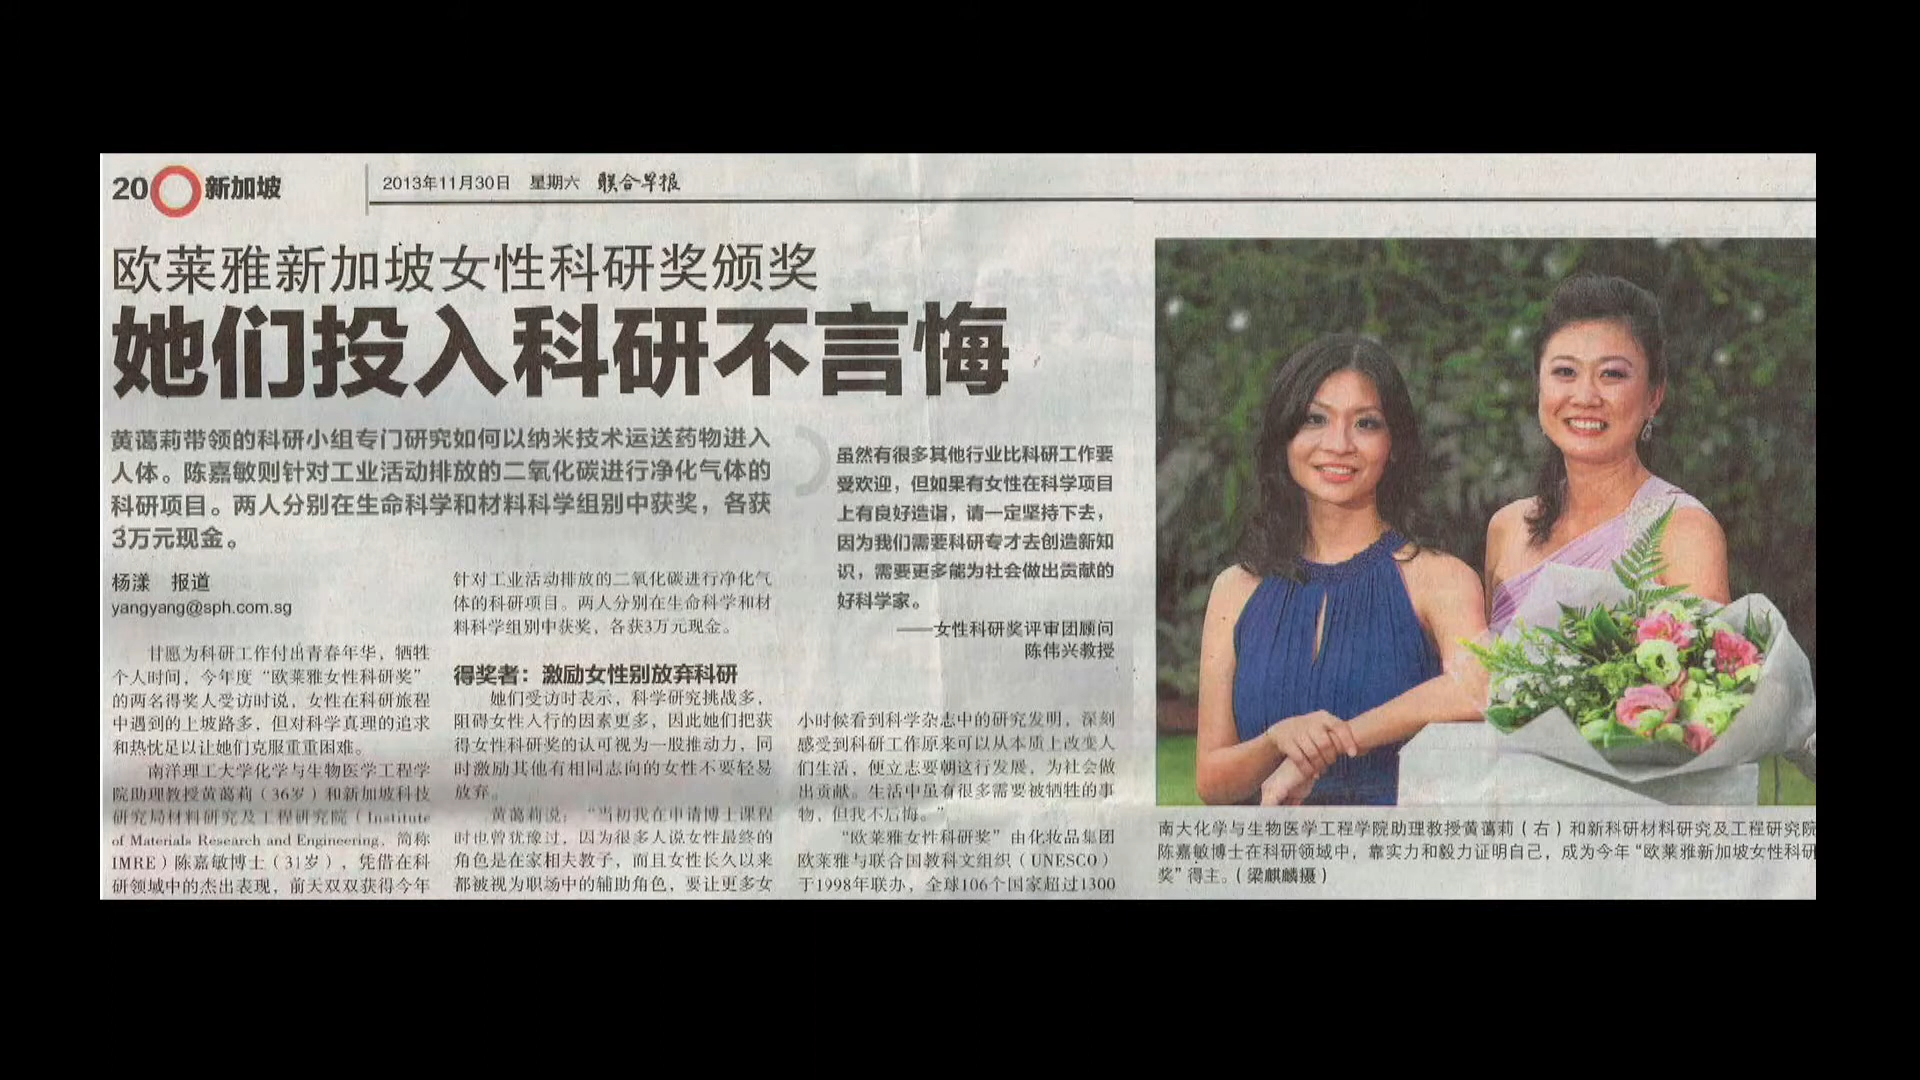 20 新加坡
2013年11月30日 星期六 联合早报
欧莱雅新加坡女性科研奖颁奖
她们投入科研不言悔
黄蔼莉带领的科研小组专门研究如何以纳米技术运送药物进入
人体。陈嘉敏则针对工业活动排放的二氧化碳进行净化气体的
科研项目。两人分别在生命科学和材料科学组别中获奖，各获
3万元现金。
杨漾 报道
yangyang@sph.com.sg
甘愿为科研工作付出青春年华，牺牲
个人时间，今年度“欧莱雅女性科研奖”
的两名得奖人受访时说，女性在科研旅程
中遇到的上坡路多，但对科学真理的追求
和热忱足以让她们克服重重困难。
南洋理工大学化学与生物医学工程学
院助理教授黄蔼莉（36岁）和新加坡科技
研究局材料研究及工程研究院（Institute
of Materials Research and Engineering，简称
IMRE）陈嘉敏博士（31岁），凭借在科
研领域中的杰出表现，前天双双获得今年
针对工业活动排放的二氧化碳进行净化气
体的科研项目。两人分别在生命科学和材
料科学组别中获奖，各获3万元现金。
得奖者：激励女性别放弃科研
她们受访时表示，科学研究挑战多，
阻碍女性入行的因素更多，因此她们把获
得女性科研奖的认可视为一股推动力，同
时激励其他有相同志向的女性不要轻易
放弃。
黄蔼莉说：“当初我在申请博士课程
时也曾犹豫过，因为很多人说女性最终的
角色是在家相夫教子，而且女性长久以来
都被视为职场中的辅助角色，要让更多女
虽然有很多其他行业比科研工作要
受欢迎，但如果有女性在科学项目
上有良好造诣，请一定坚持下去，
因为我们需要科研专才去创造新知
识，需要更多能为社会做出贡献的
好科学家。
——女性科研奖评审团顾问
陈伟兴教授
小时候看到科学杂志中的研究发明，深刻
感受到科研工作原来可以从本质上改变人
们生活，便立志要朝这行发展，为社会做
出贡献。生活中虽有很多需要被牺牲的事
物，但我不后悔。”
“欧莱雅女性科研奖”由化妆品集团
欧莱雅与联合国教科文组织（UNESCO）
于1998年联办，全球106个国家超过1300
南大化学与生物医学工程学院助理教授黄蔼莉（右）和新科研材料研究及工程研究院
陈嘉敏博士在科研领域中，靠实力和毅力证明自己，成为今年“欧莱雅新加坡女性科研
奖”得主。（梁麒麟摄）